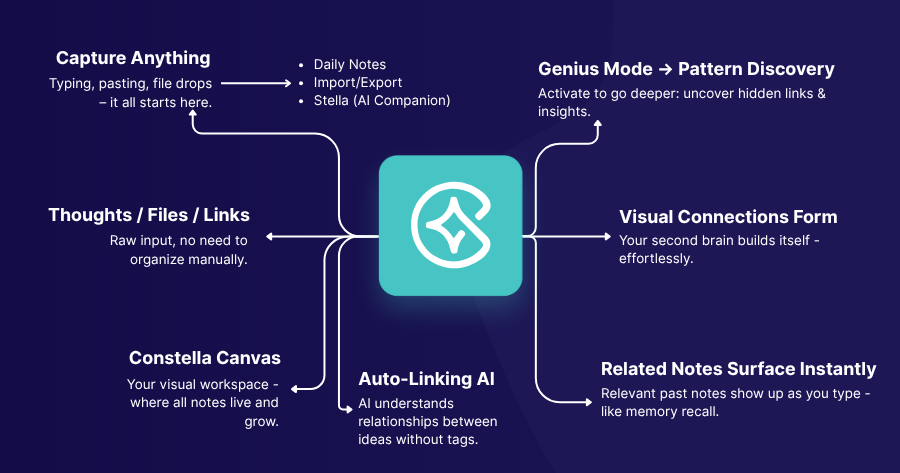 Capture Anything
Typing, pasting, file drops
– it all starts here.
• Daily Notes
• Import/Export
• Stella (AI Companion)
Genius Mode → Pattern Discovery
Activate to go deeper: uncover hidden links &
insights.
Thoughts / Files / Links
Raw input, no need to
organize manually.
Visual Connections Form
Your second brain builds itself -
effortlessly.
Constella Canvas
Your visual workspace -
where all notes live and
grow.
Auto-Linking AI
AI understands
relationships between
ideas without tags.
Related Notes Surface Instantly
Relevant past notes show up as you type -
like memory recall.